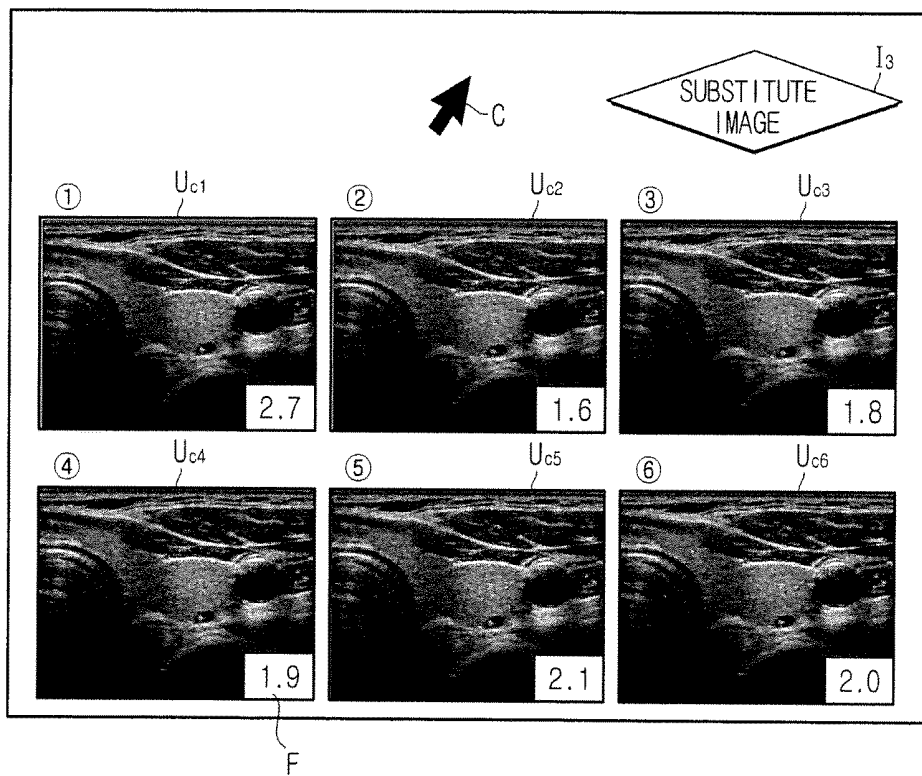 I3
SUBSTITUTE
IMAGE
C
① Uc1
② Uc2
③ Uc3
2.7
1.6
1.8
④ Uc4
⑤ Uc5
⑥ Uc6
1.9
2.1
2.0
F